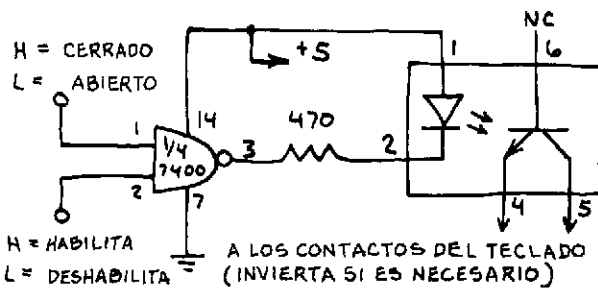 NC
H = CERRADO
L = ABIERTO
+5
1
6
14
470
1
1/4
7400
3
2
2
7
4
5
H = HABILITA
L = DESHABILITA
A LOS CONTACTOS DEL TECLADO
(INVIERTA SI ES NECESARIO)